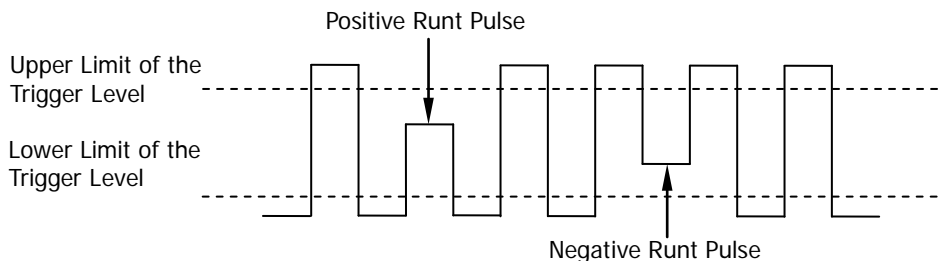 Positive Runt Pulse
Upper Limit of the
Trigger Level
Lower Limit of the
Trigger Level
Negative Runt Pulse